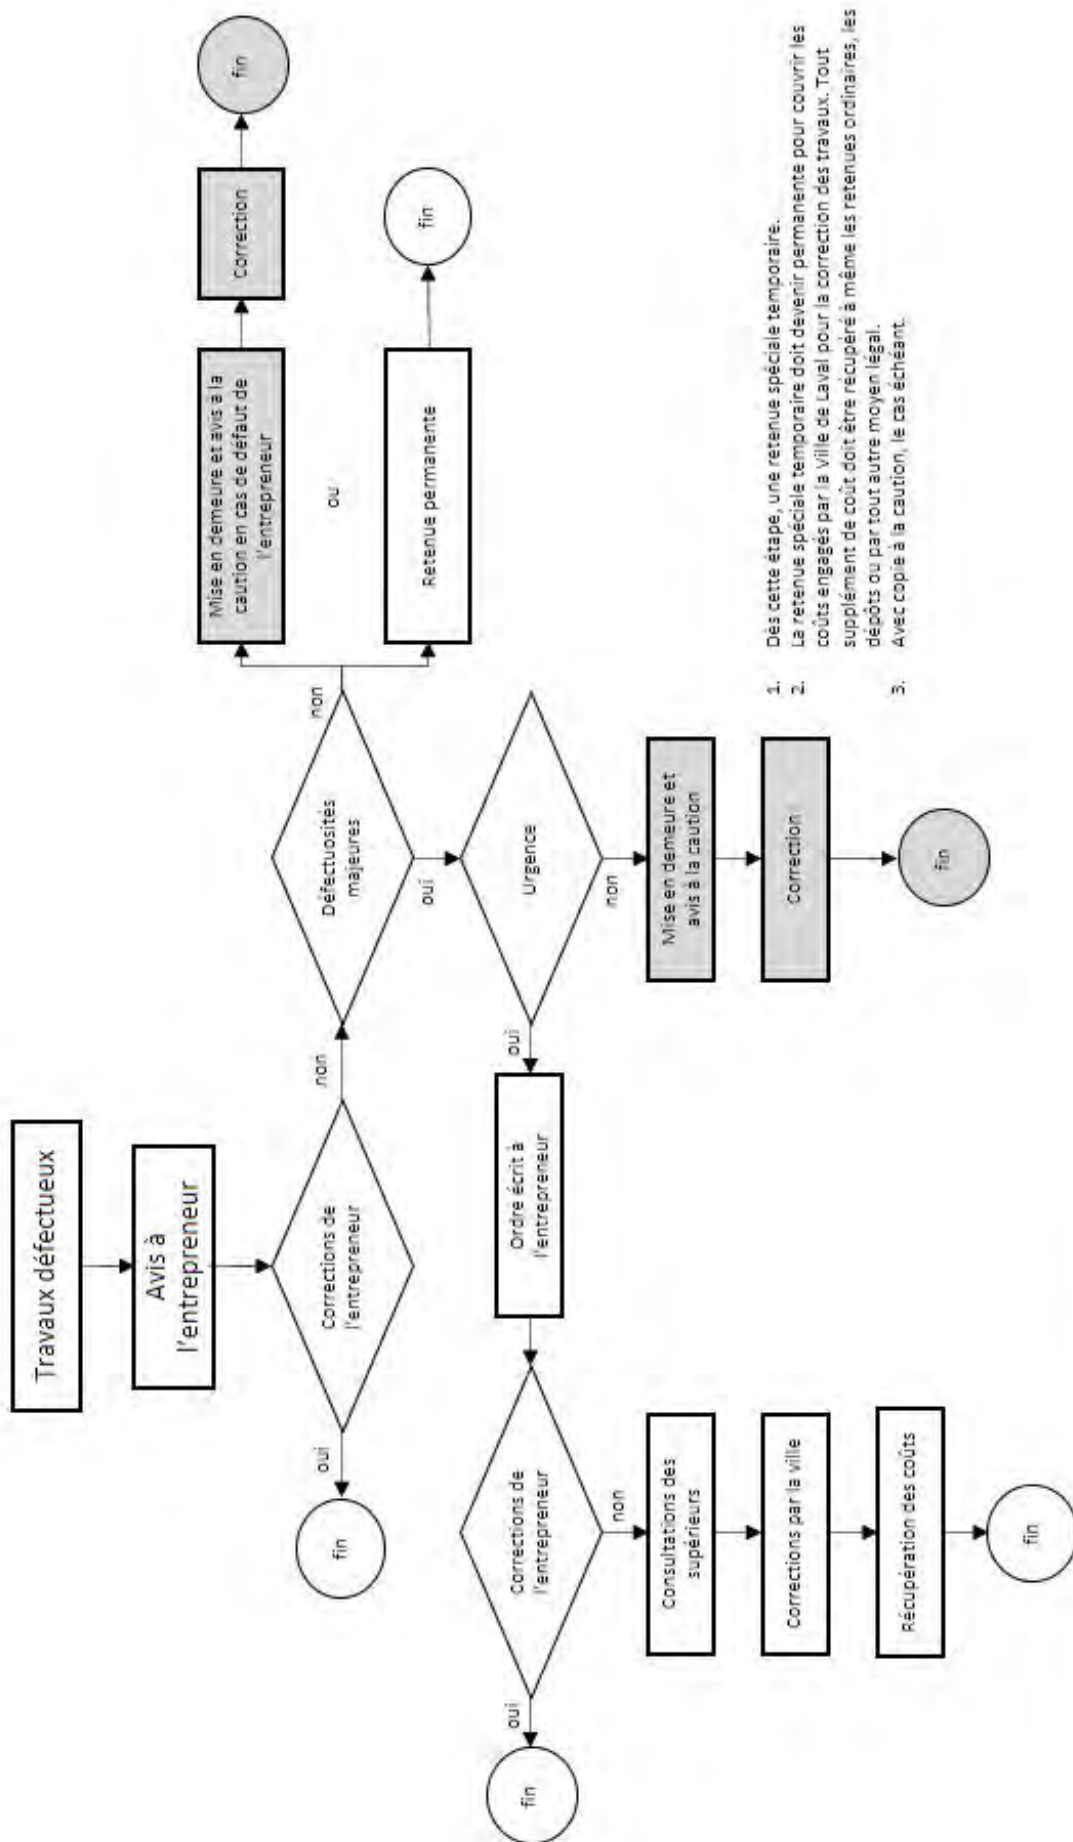 Travaux défectueux
Avis à
l'entrepreneur
Corrections de
l'entrepreneur
oui
non
fin
Défectuosités
majeures
non
oui
Mise en demeure et avis à la
caution en cas de défaut de
l'entrepreneur
Correction
fin
ou
Retenue permanente
fin
Urgence
oui
non
Mise en demeure et
avis à la caution
Correction
fin
Ordre écrit à
l'entrepreneur
Corrections de
l'entrepreneur
oui
non
fin
Consultations des
supérieurs
Corrections par la ville
Récupération des coûts
fin
1. Dès cette étape, une retenue spéciale temporaire.
2. La retenue spéciale temporaire doit devenir permanente pour couvrir les
coûts engagés par la Ville de Laval pour la correction des travaux. Tout
supplément de coût doit être récupéré à même les retenues ordinaires, les
dépôts ou par tout autre moyen légal.
3. Avec copie à la caution, le cas échéant.